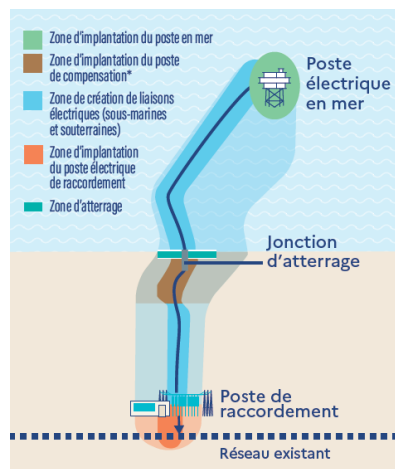 Zone d'implantation du poste en mer
Zone d'implantation du poste
de compensation*
Zone de création de liaisons
électriques (sous-marines
et souterraines)
Zone d'implantation
du poste électrique
de raccordement
Zone d'atterrage
Poste
électrique
en mer
Jonction
d'atterrage
Poste de
raccordement
Réseau existant